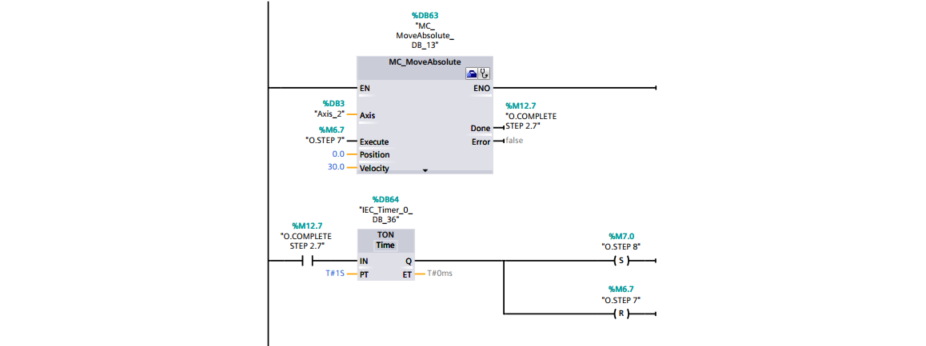 %DB63
"MC_
MoveAbsolute_
DB_13"
MC_MoveAbsolute
EN ENO
%DB3
"Axis_2" Axis
%M12.7
"O.COMPLETE
STEP 2.7"
Done
%M6.7
"O.STEP 7" Execute
Error false
0.0 Position
30.0 Velocity
%DB64
"IEC_Timer_0_
DB_36"
%M12.7
"O.COMPLETE
STEP 2.7"
TON
Time
%M7.0
"O.STEP 8"
IN Q
S
T#1S PT ET T#0ms
%M6.7
"O.STEP 7"
R